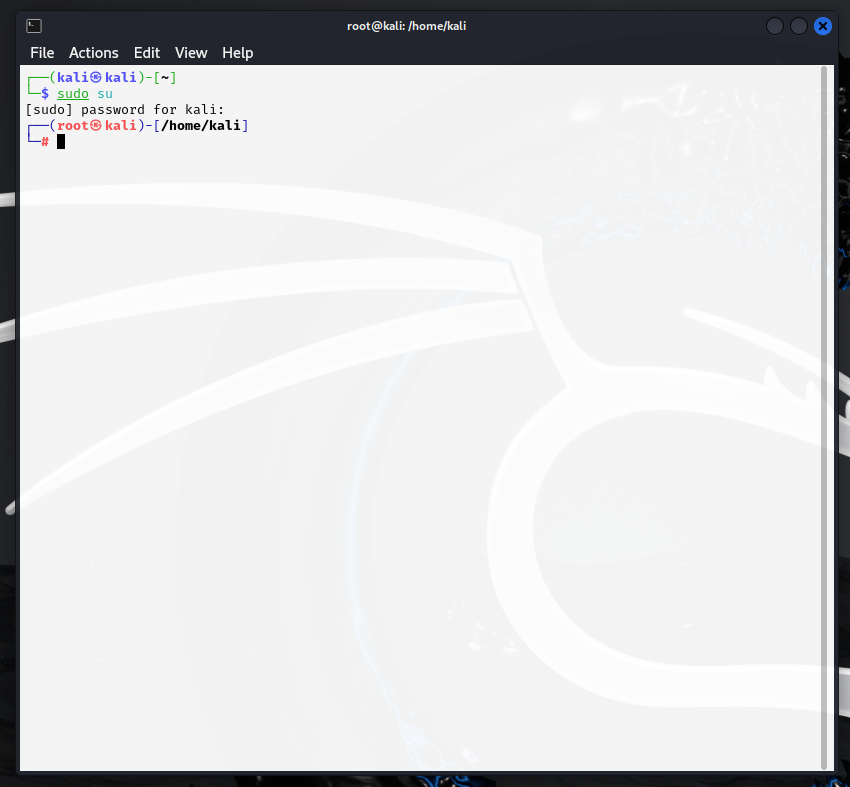 root@kali: /home/kali
File Actions Edit View Help
┌──(kali㉿kali)-[~]
└─$ sudo su
[sudo] password for kali:
┌──(root㉿kali)-[/home/kali]
└─#